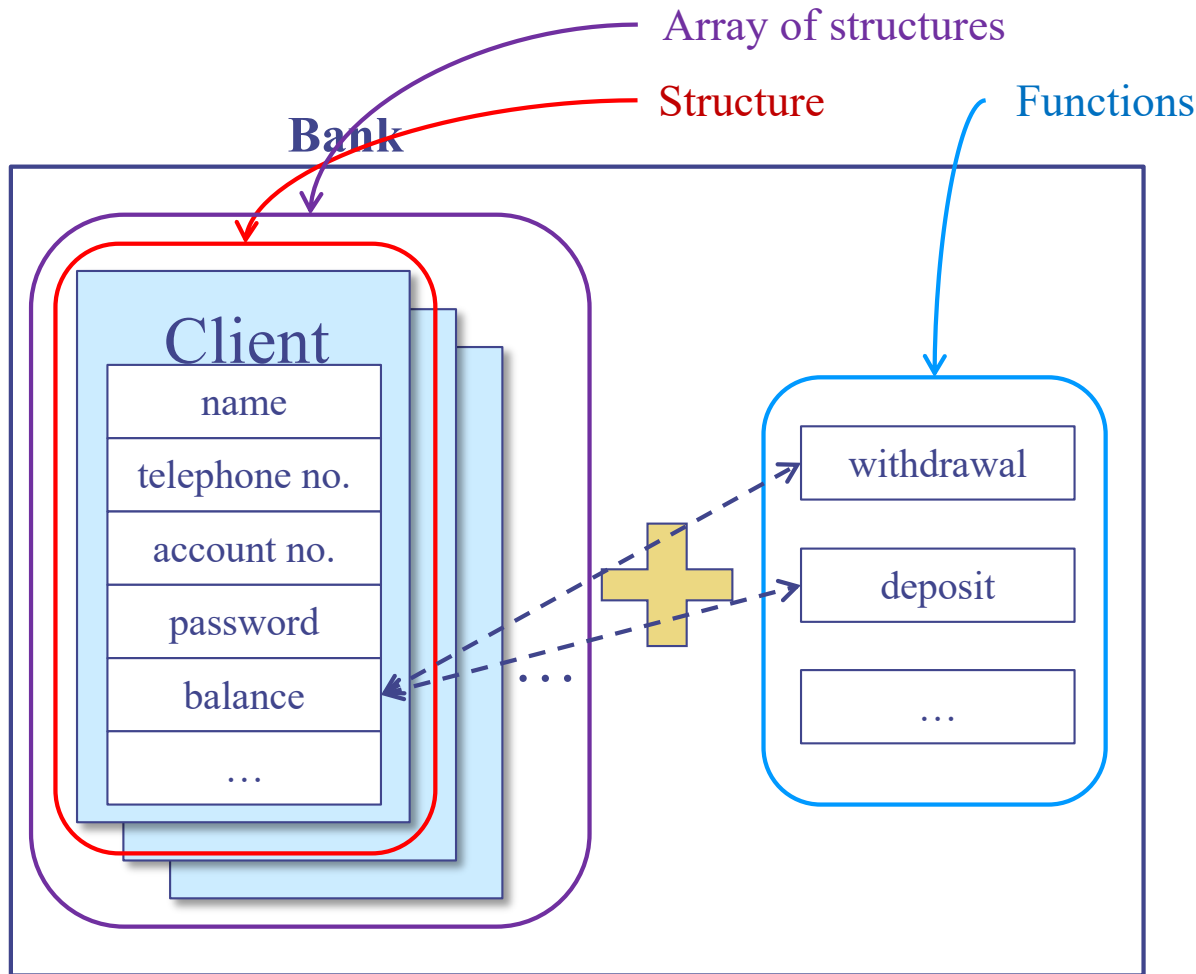 Array of structures
Structure
Functions
Bank
Client
name
telephone no.
account no.
password
balance
…
…
withdrawal
deposit
…